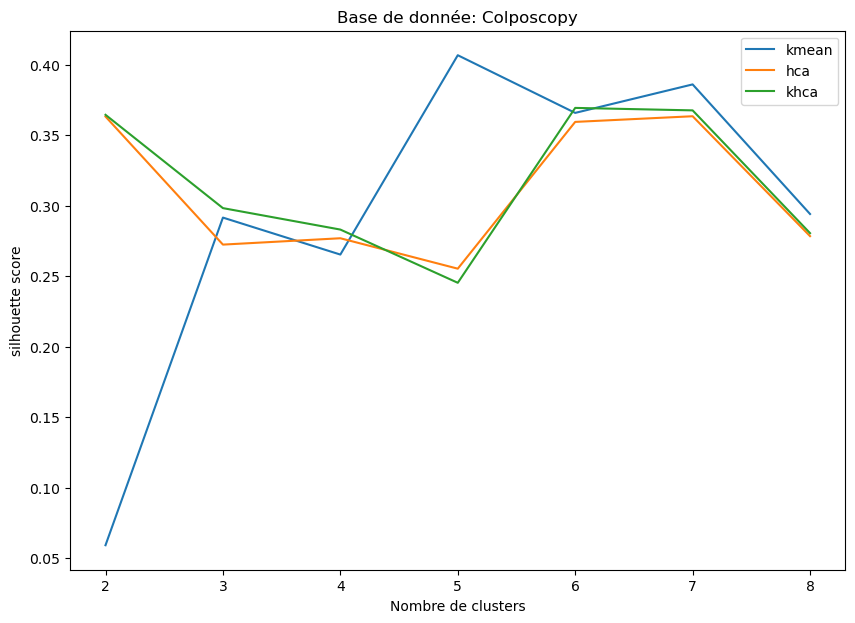 Base de donnée: Colposcopy
kmean
hca
khca
silhouette score
0.40
0.35
0.30
0.25
0.20
0.15
0.10
0.05
2 3 4 5 6 7 8
Nombre de clusters